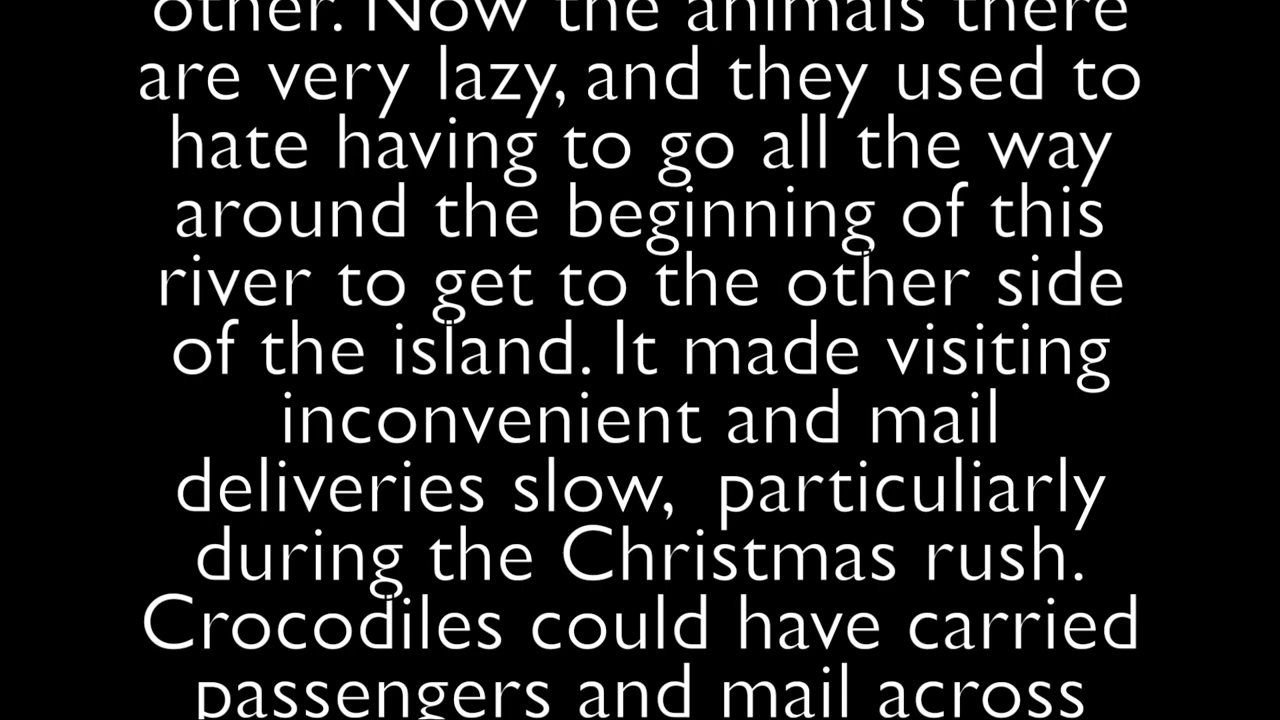 other. Now the animals there
are very lazy, and they used to
hate having to go all the way
around the beginning of this
river to get to the other side
of the island. It made visiting
inconvenient and mail
deliveries slow,  particuliarly
during the Christmas rush.
Crocodiles could have carried
passengers and mail across